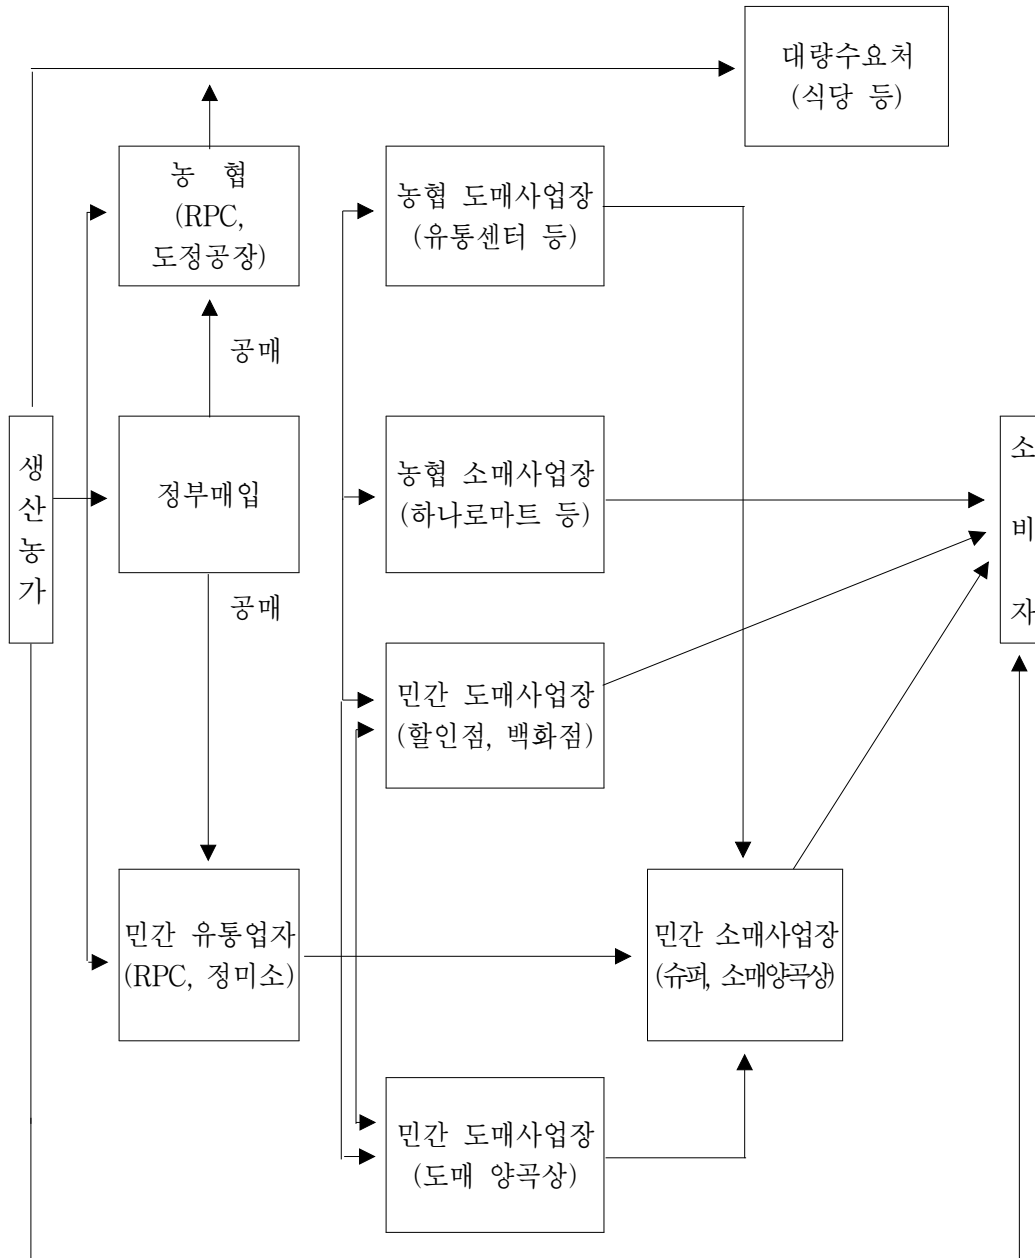 대량수요처
(식당 등)
농 협
(RPC,
도정공장)
농협 도매사업장
(유통센터 등)
공매
생산농가
정부매입
농협 소매사업장
(하나로마트 등)
소비자
공매
민간 도매사업장
(할인점, 백화점)
민간 유통업자
(RPC, 정미소)
민간 소매사업장
(슈퍼, 소매양곡상)
민간 도매사업장
(도매 양곡상)